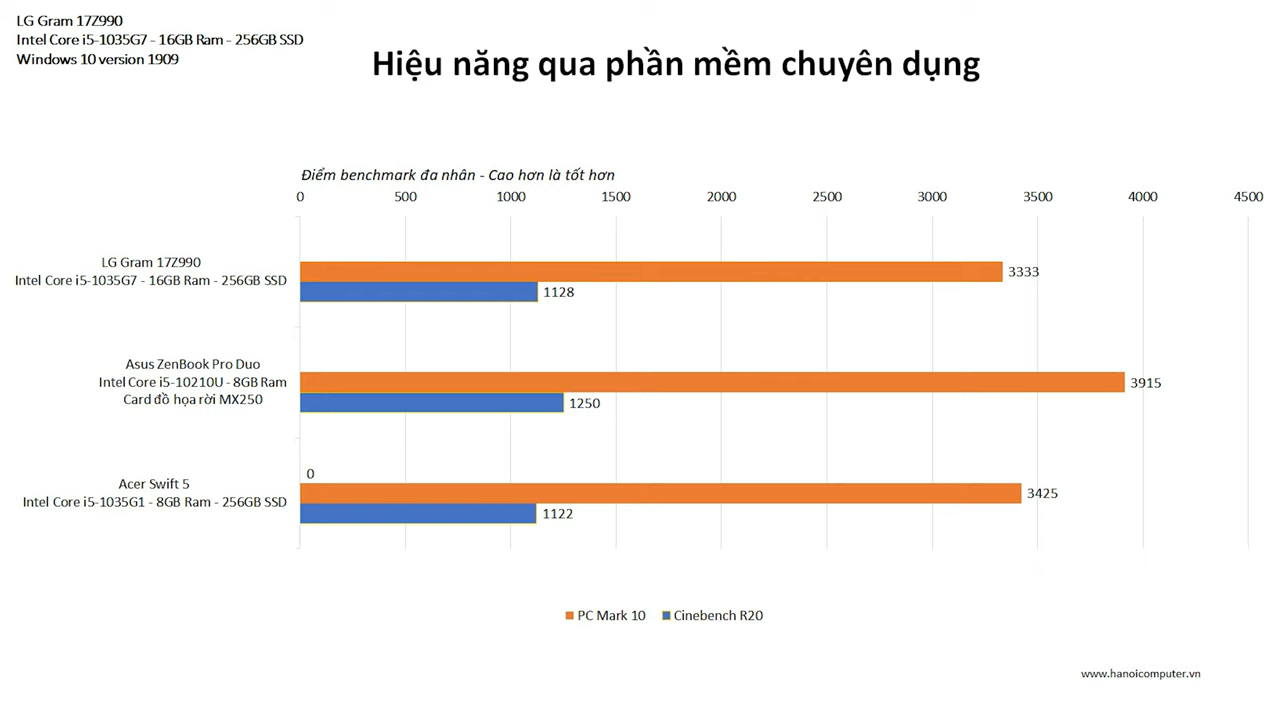 LG Gram 17Z990
Intel Core i5-1035G7 - 16GB Ram - 256GB SSD
Windows 10 version 1909
Hiệu năng qua phần mềm chuyên dụng
Điểm benchmark đa nhân - Cao hơn là tốt hơn
0 500 1000 1500 2000 2500 3000 3500 4000 4500
LG Gram 17Z990
Intel Core i5-1035G7 - 16GB Ram - 256GB SSD
3333
1128
Asus ZenBook Pro Duo
Intel Core i5-10210U - 8GB Ram
Card đồ họa rời MX250
3915
1250
0
Acer Swift 5
Intel Core i5-1035G1 - 8GB Ram - 256GB SSD
3425
1122
PC Mark 10 Cinebench R20
www.hanoicomputer.vn